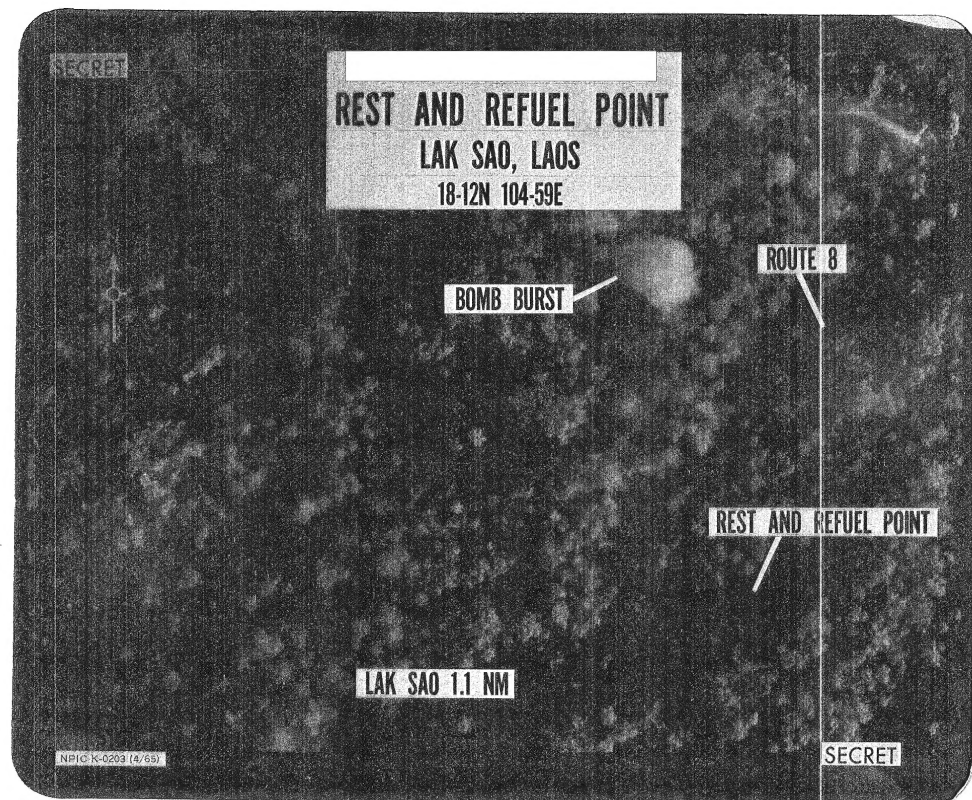 SECRET
REST AND REFUEL POINT
LAK SAO, LAOS
18-12N 104-59E
ROUTE 8
BOMB BURST
REST AND REFUEL POINT
LAK SAO 1.1 NM
NPIC K-0203 (4/65)
SECRET